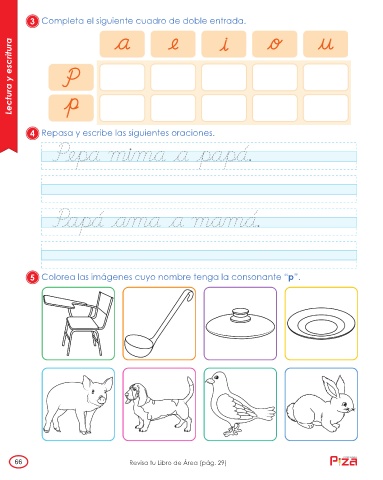 Lectura y escritura
3 Completa el siguiente cuadro de doble entrada.
a e i o u
P
p
4 Repasa y escribe las siguientes oraciones.
Pepa mima a papá.
Papá ama a mamá.
5 Colorea las imágenes cuyo nombre tenga la consonante "p".
66
Revisa tu Libro de Área (pág. 29)
Piza